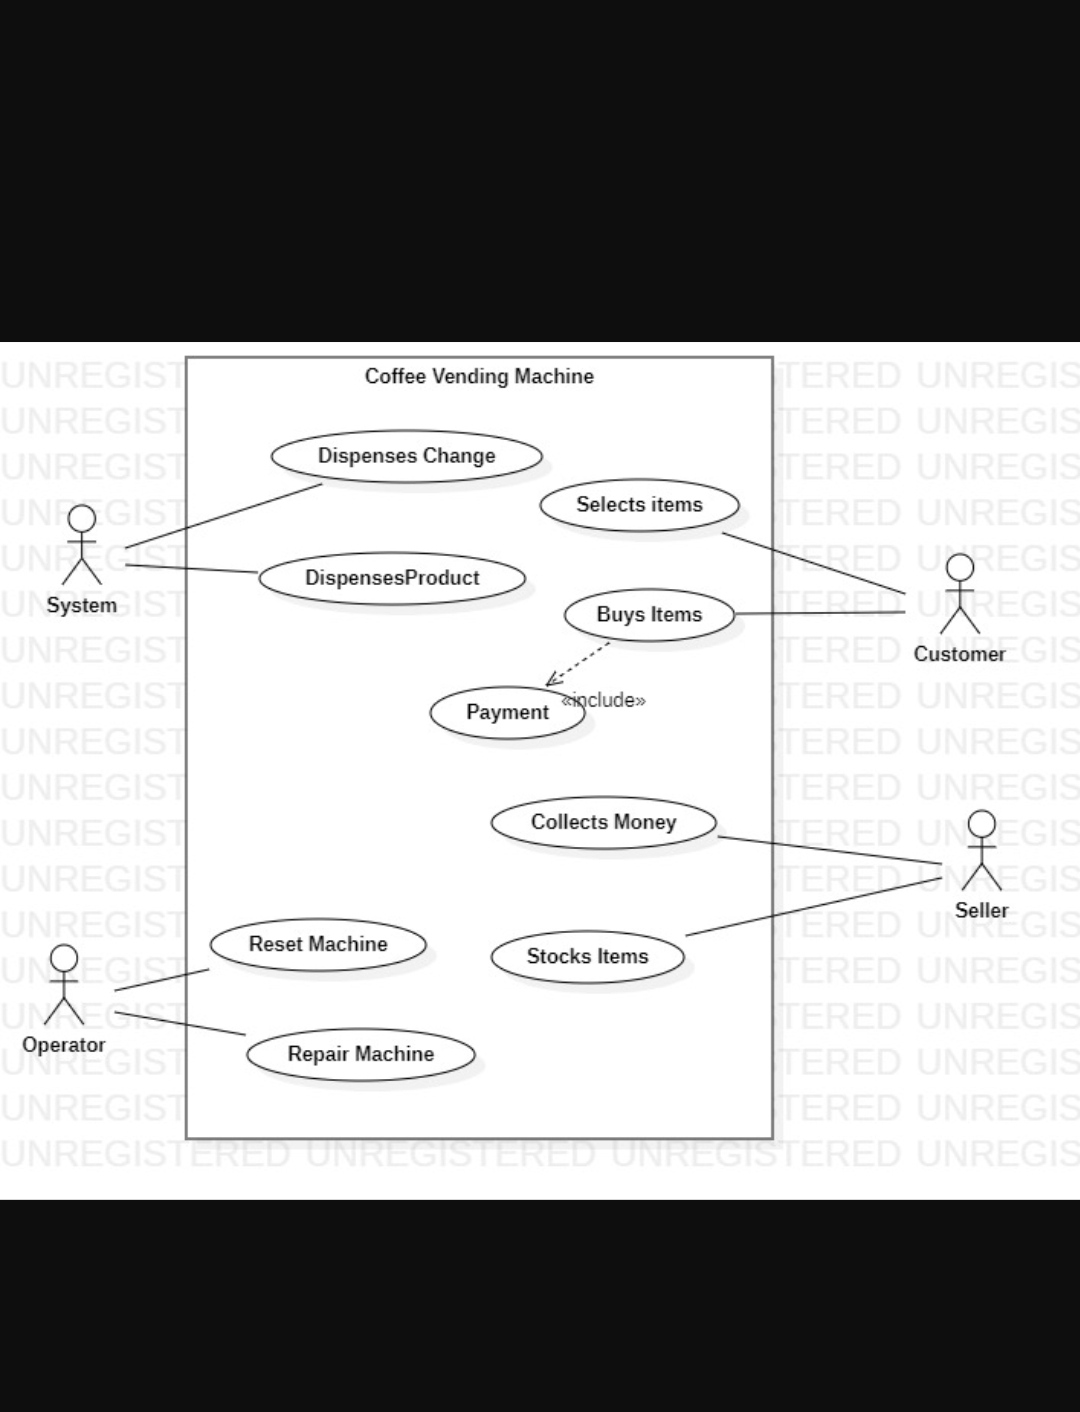 Coffee Vending Machine
Dispenses Change
Selects items
DispensesProduct
System
Buys Items
Customer
«include»
Payment
Collects Money
Seller
Reset Machine
Stocks Items
Operator
Repair Machine
UNREGISTERED UNREGISTERED UNREGISTERED UNREGIS